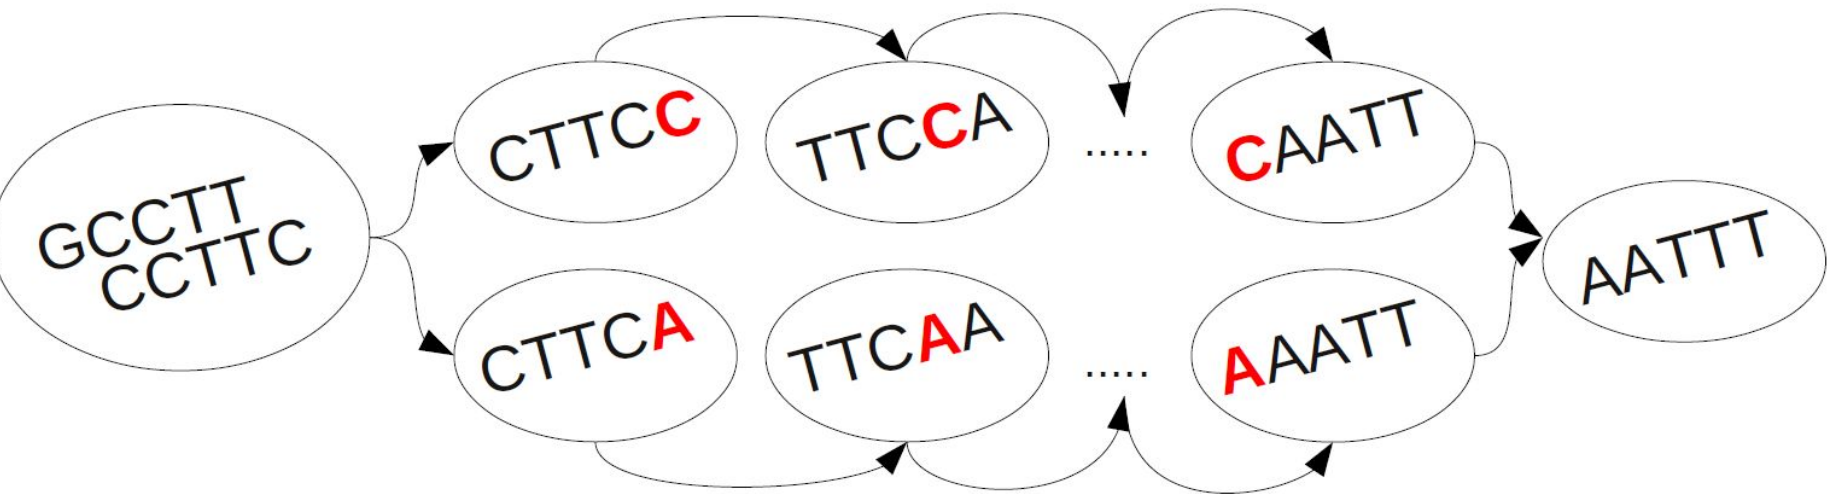 GCCTT
CCTTC
CTTCC
TTCCA
.....
CAATT
CTTCA
TTCAA
.....
AAATT
AATTT